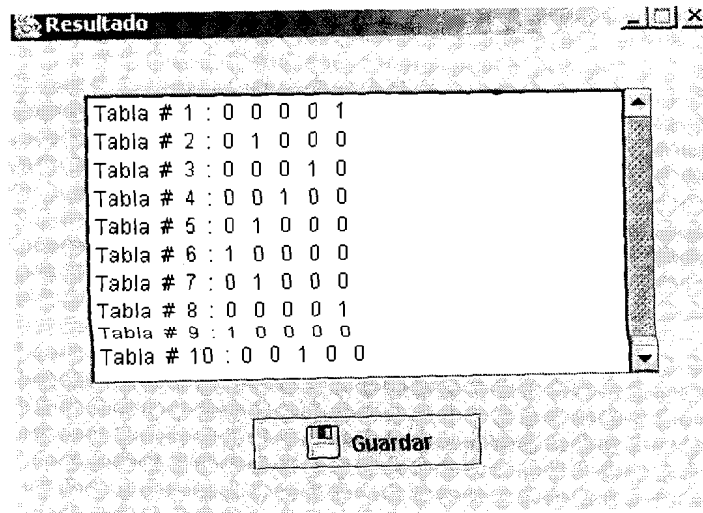 Resultado
Tabla # 1 : 0 0 0 0 1
Tabla # 2 : 0 1 0 0 0
Tabla # 3 : 0 0 0 1 0
Tabla # 4 : 0 0 1 0 0
Tabla # 5 : 0 1 0 0 0
Tabla # 6 : 1 0 0 0 0
Tabla # 7 : 0 1 0 0 0
Tabla # 8 : 0 0 0 0 1
Tabla # 9 : 1 0 0 0 0
Tabla # 10 : 0 0 1 0 0
Guardar